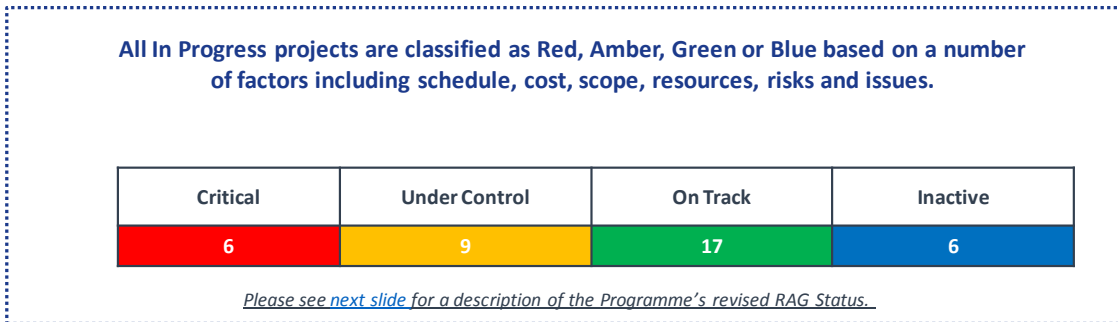 All In Progress projects are classified as Red, Amber, Green or Blue based on a number
of factors including schedule, cost, scope, resources, risks and issues.
Critical Under Control On Track Inactive
6 9 17 6
Please see next slide for a description of the Programme's revised RAG Status.